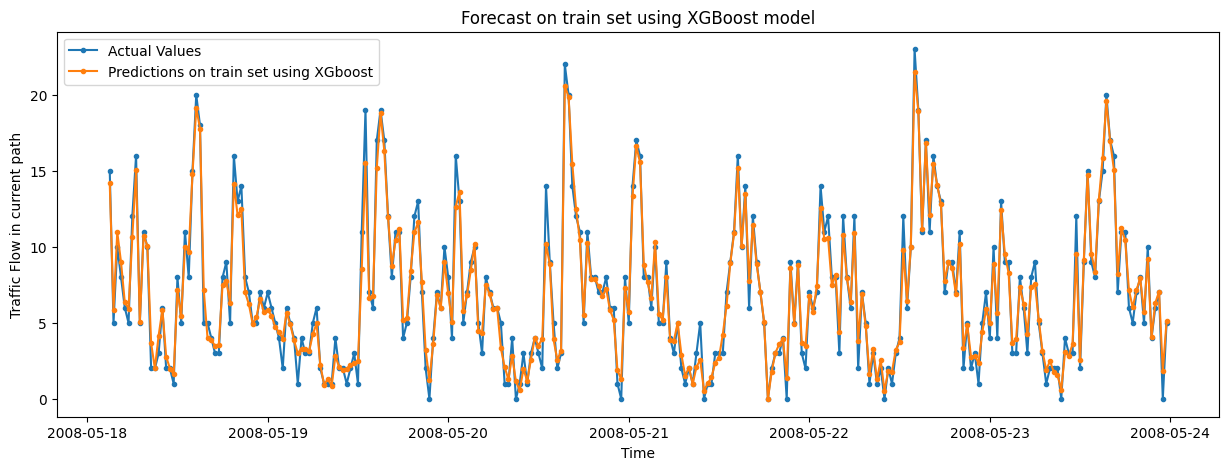 Forecast on train set using XGBoost model
Actual Values
Predictions on train set using XGboost
Traffic Flow in current path
20
15
10
5
0
2008-05-18
2008-05-19
2008-05-20
2008-05-21
2008-05-22
2008-05-23
2008-05-24
Time